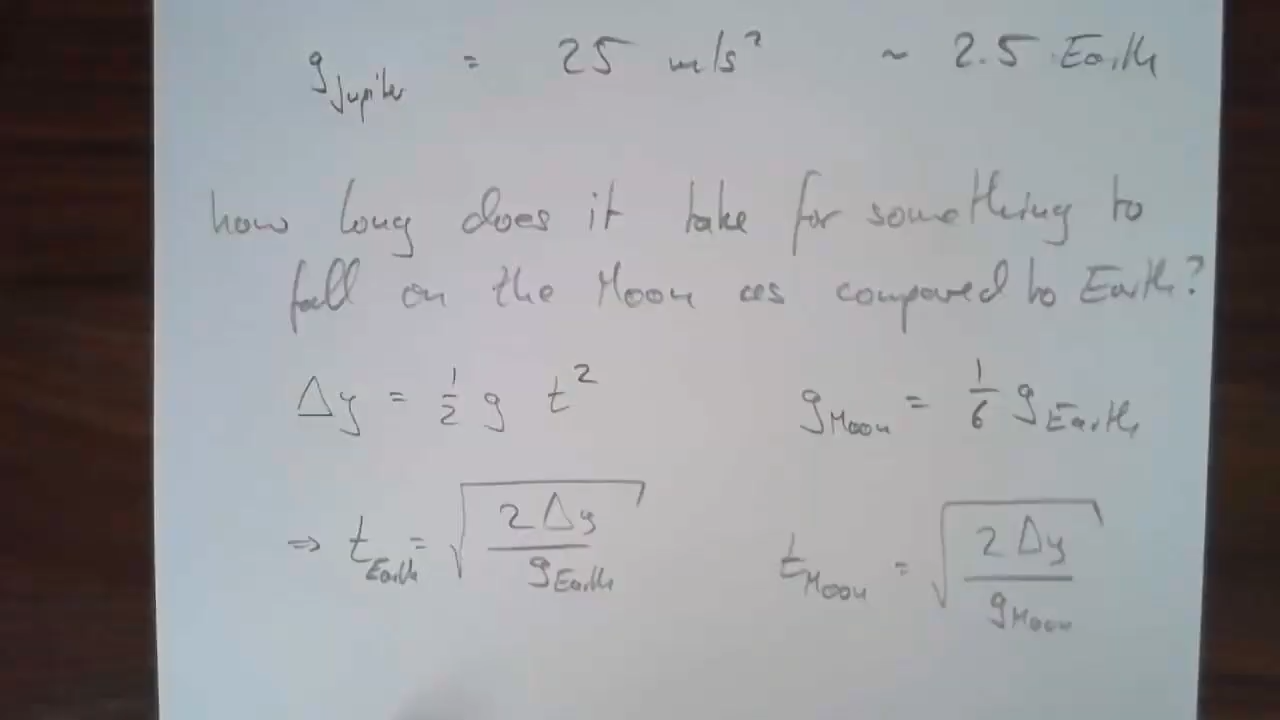 g_Jupiter = 25 m/s² ~ 2.5 Earth
how long does it take for something to
fall on the Moon as compared to Earth?
Δy = 1/2 g t² g_Moon = 1/6 g_Earth
⇒ t_Earth = √(2Δy/g_Earth) t_Moon = √(2Δy/g_Moon)